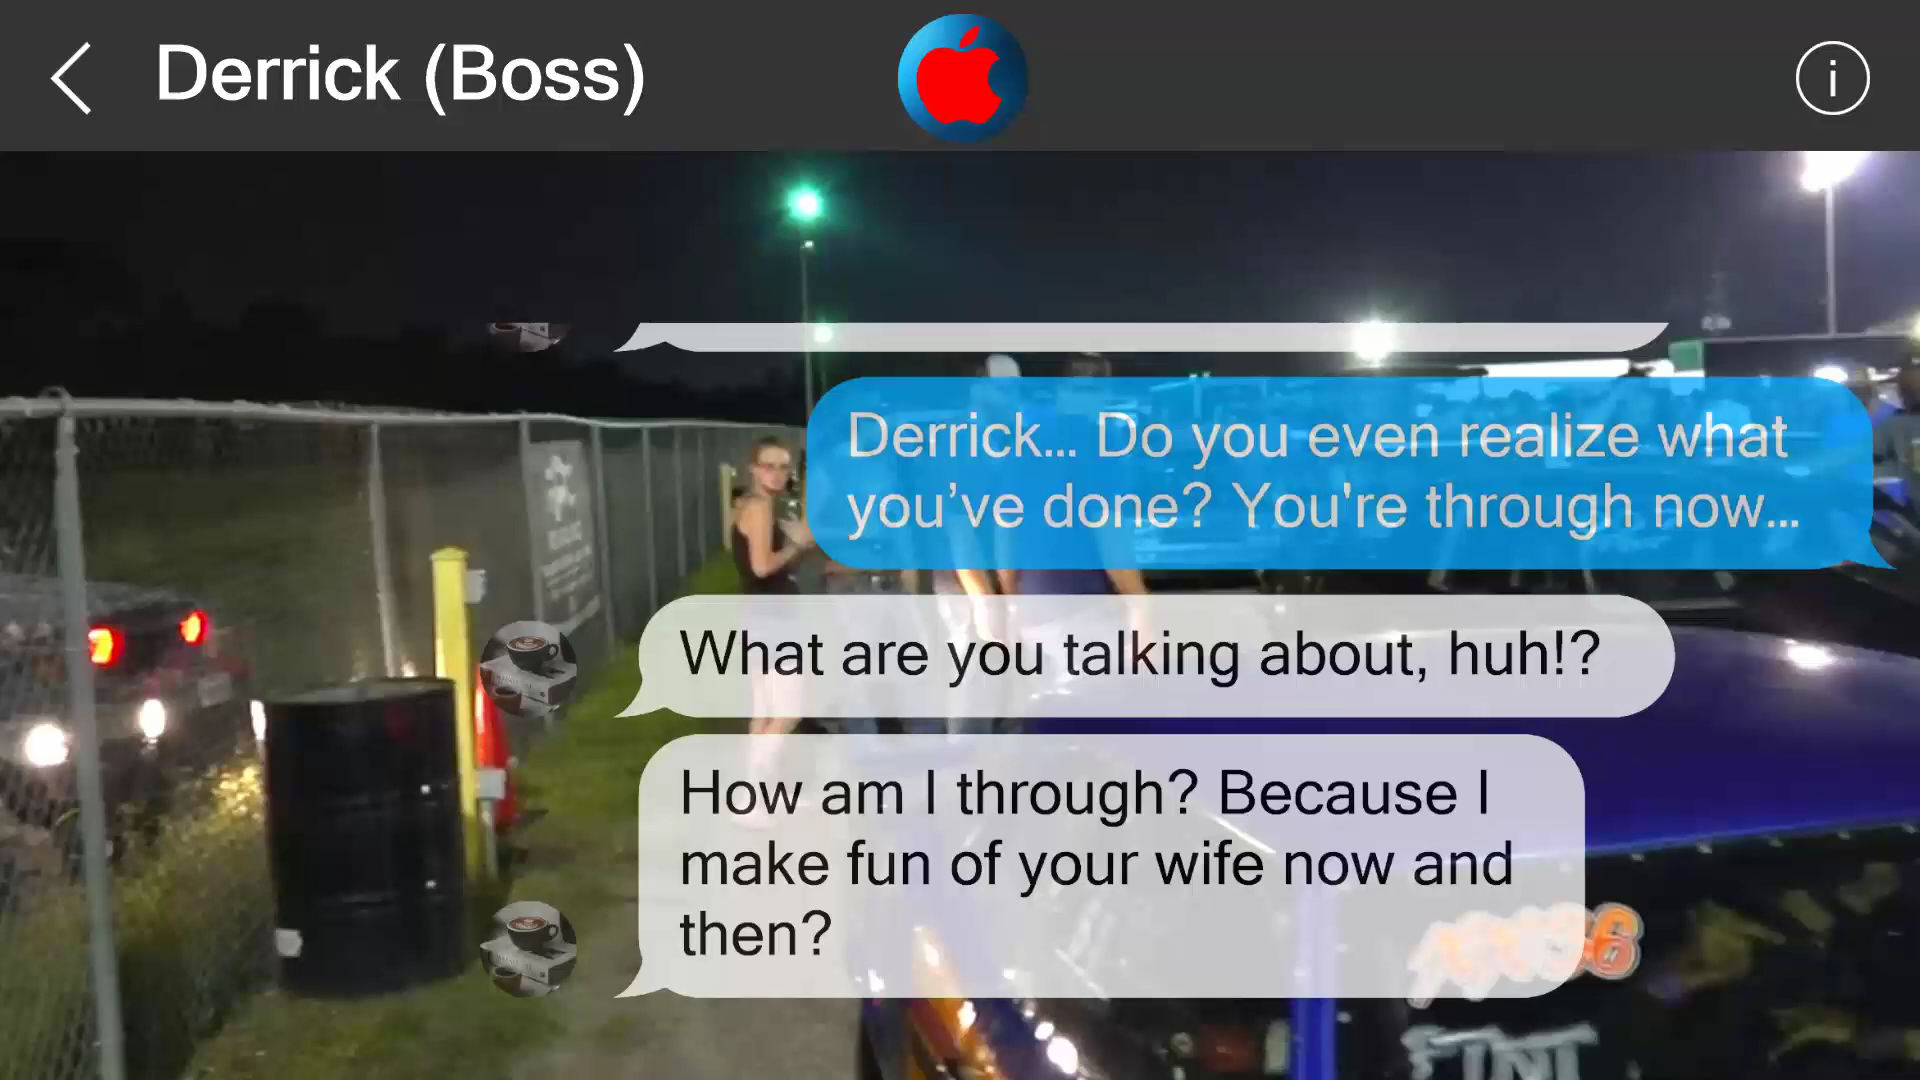 Derrick (Boss)
Derrick... Do you even realize what
you’ve done? You're through now...
What are you talking about, huh!?
How am I through? Because I
make fun of your wife now and
then?